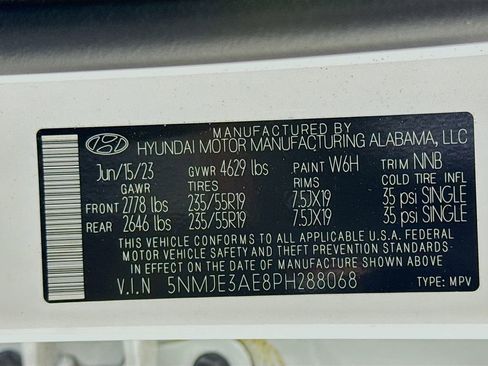 MANUFACTURED BY
HYUNDAI MOTOR MANUFACTURING ALABAMA, LLC
Jun/15/23 GVWR 4629 lbs PAINT W6H TRIM NNB
GAWR TIRES RIMS COLD TIRE INFL
FRONT 2778 lbs 235/55R19 7.5JX19 35 psi SINGLE
REAR 2646 lbs 235/55R19 7.5JX19 35 psi SINGLE
THIS VEHICLE CONFORMS TO ALL APPLICABLE U.S.A. FEDERAL
MOTOR VEHICLE SAFETY AND THEFT PREVENTION STANDARDS
IN EFFECT ON THE DATE OF MANUFACTURE SHOWN ABOVE.
V.I.N 5NMJE3AE8PH288068 TYPE: MPV